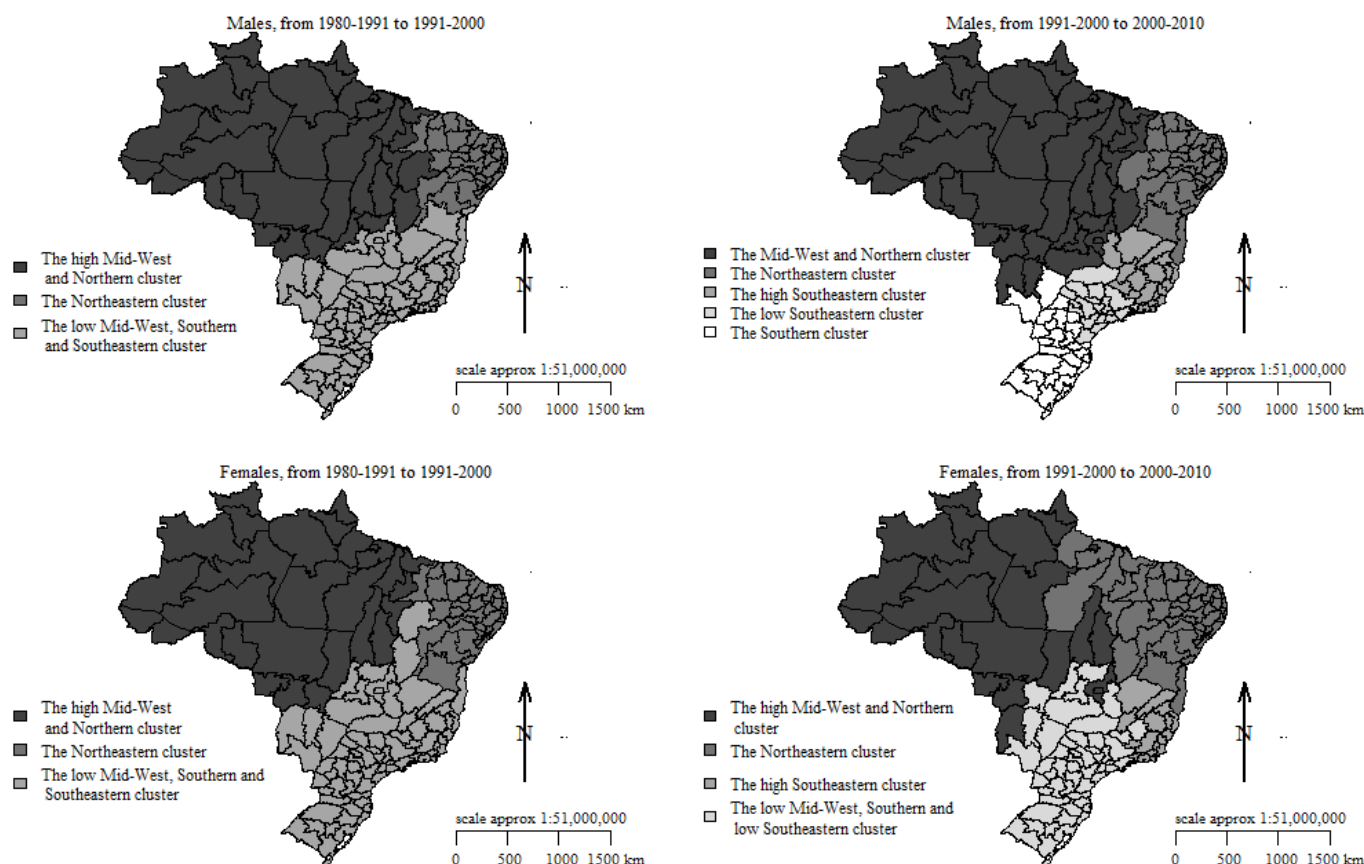 Males, from 1980-1991 to 1991-2000
The high Mid-West
and Northern cluster
The Northeastern cluster
The low Mid-West, Southern
and Southeastern cluster
N
scale approx 1:51,000,000
0 500 1000 1500 km
Males, from 1991-2000 to 2000-2010
The Mid-West and Northern cluster
The Northeastern cluster
The high Southeastern cluster
The low Southeastern cluster
The Southern cluster
N
scale approx 1:51,000,000
0 500 1000 1500 km
Females, from 1980-1991 to 1991-2000
The high Mid-West
and Northern cluster
The Northeastern cluster
The low Mid-West, Southern and
Southeastern cluster
N
scale approx 1:51,000,000
0 500 1000 1500 km
Females, from 1991-2000 to 2000-2010
The high Mid-West and Northern
cluster
The Northeastern cluster
The high Southeastern cluster
The low Mid-West, Southern and
low Southeastern cluster
N
scale approx 1:51,000,000
0 500 1000 1500 km